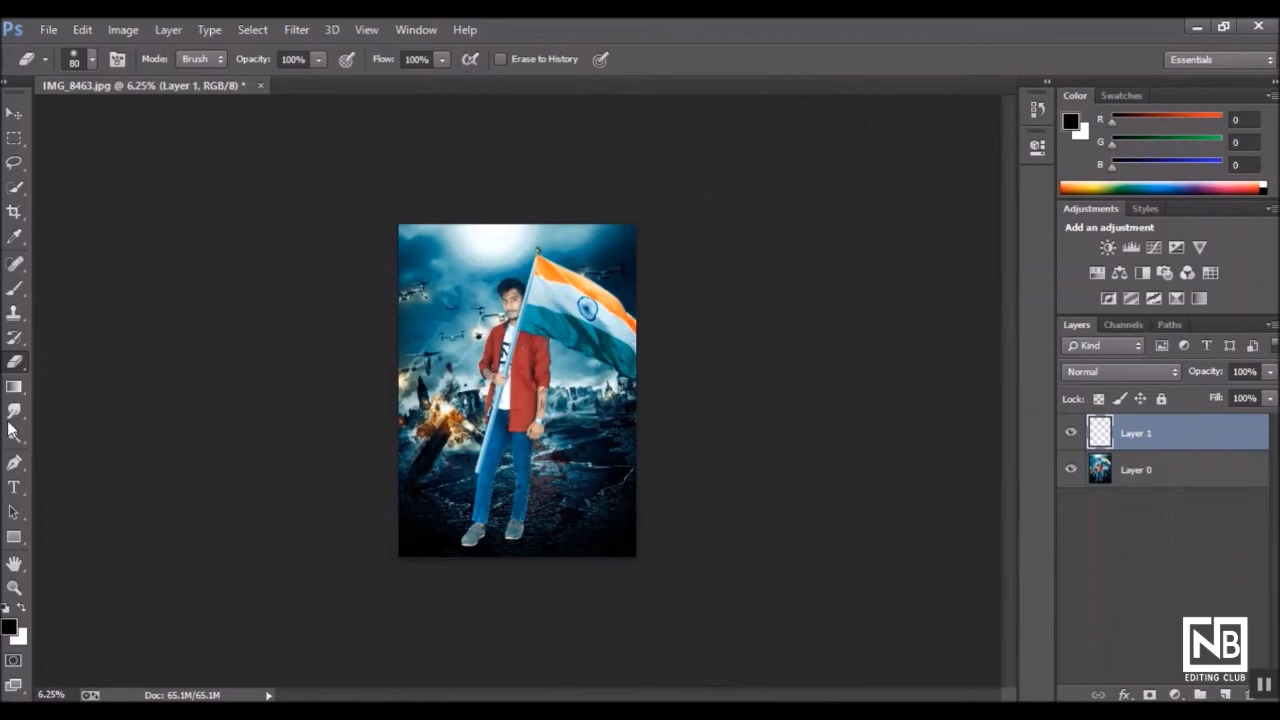 Ps File Edit Image Layer Type Select Filter 3D View Window Help
80 Mode: Brush Opacity: 100% Flow: 100% Erase to History Essentials
IMG_8463.jpg @ 6.25% (Layer 1, RGB/8) * ×
Color Swatches
R 0
G 0
B 0
Adjustments Styles
Add an adjustment
Layers Channels Paths
Kind
Normal Opacity: 100%
Lock: Fill: 100%
Layer 1
Layer 0
NB
EDITING CLUB
6.25% Doc: 65.1M/65.1M